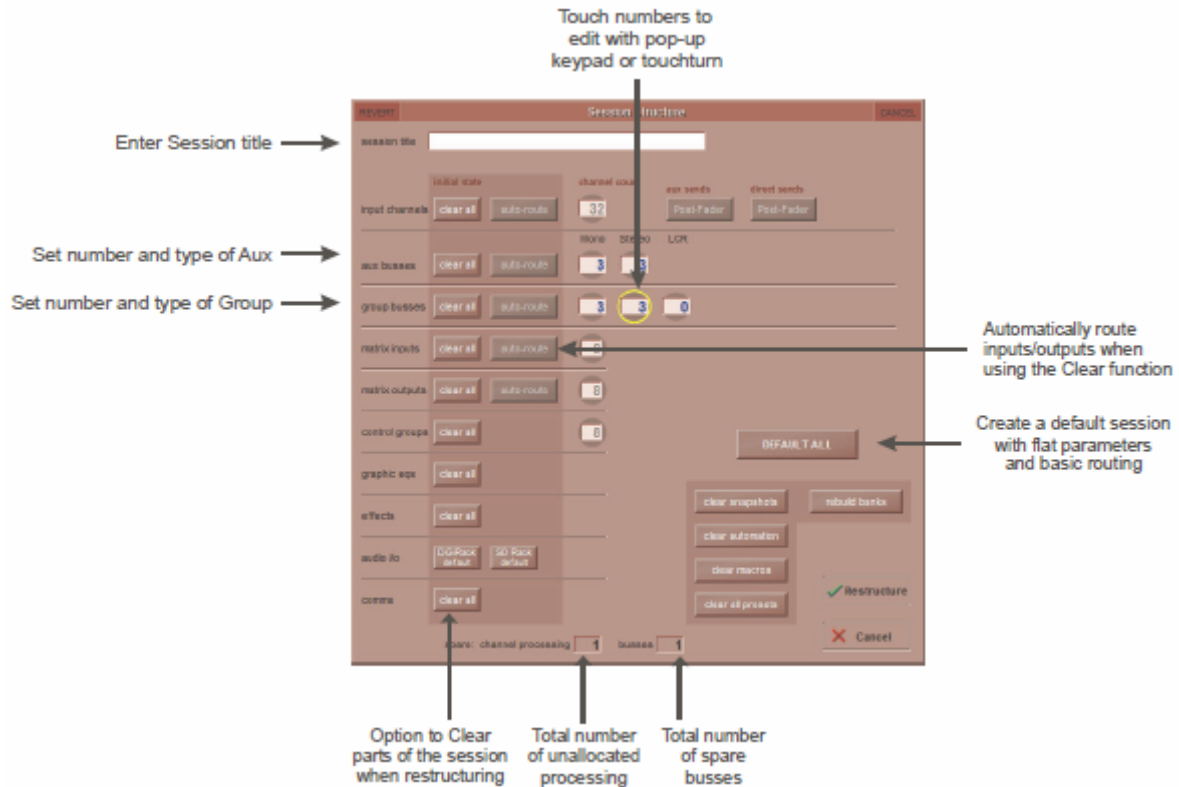 Touch numbers to
edit with pop-up
keypad or touchturn
REVERT Session Structure CANCEL
Enter Session title
session title
initial state channel count aux sends direct sends
input channels clear all auto-route 32 Post-Fader Post-Fader
Mono Stereo LCR
Set number and type of Aux
aux busses clear all auto-route 3 3
Set number and type of Group
group busses clear all auto-route 3 3 0
Automatically route
inputs/outputs when
using the Clear function
matrix inputs clear all auto-route
matrix outputs clear all auto-route 8
control groups clear all 8
Create a default session
with flat parameters
and basic routing
DEFAULT ALL
graphic eqs clear all
clear snapshots rebuild banks
effects clear all
clear automation
audio i/o DiGiRack default SD Rack default
clear macros
comms clear all
clear all presets
Restructure
Cancel
spare: channel processing 1 busses 1
Option to Clear
parts of the session
when restructuring
Total number
of unallocated
processing
Total number
of spare
busses